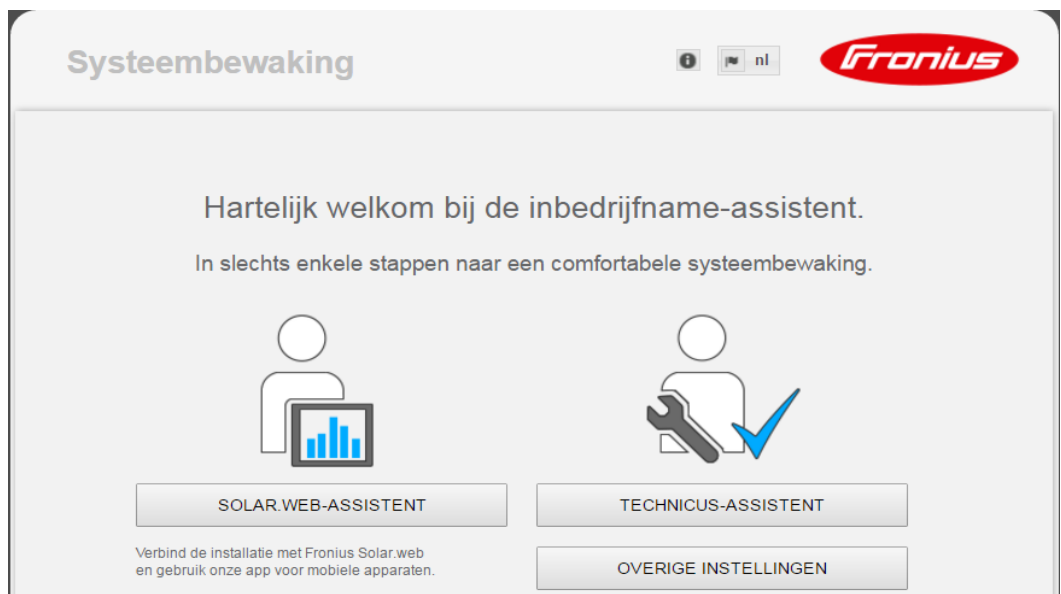 Systeembewaking
nl
Fronius
Hartelijk welkom bij de inbedrijfname-assistent.
In slechts enkele stappen naar een comfortabele systeembewaking.
SOLAR.WEB-ASSISTENT
TECHNICUS-ASSISTENT
Verbind de installatie met Fronius Solar.web
en gebruik onze app voor mobiele apparaten.
OVERIGE INSTELLINGEN